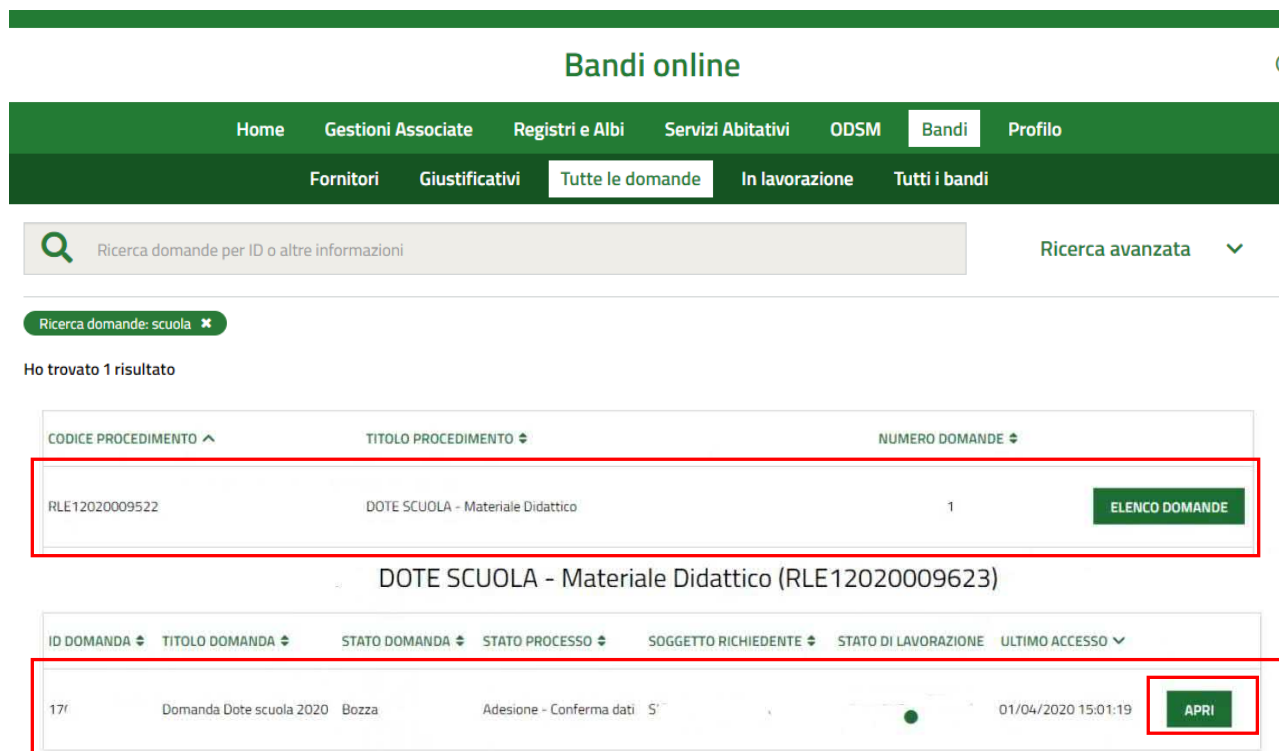 Bandi online
Home Gestioni Associate Registri e Albi Servizi Abitativi ODSM Bandi Profilo
Fornitori Giustificativi Tutte le domande In lavorazione Tutti i bandi
Ricerca domande per ID o altre informazioni Ricerca avanzata
Ricerca domande: scuola ✖
Ho trovato 1 risultato
CODICE PROCEDIMENTO TITOLO PROCEDIMENTO NUMERO DOMANDE
RLE12020009522 DOTE SCUOLA - Materiale Didattico 1 ELENCO DOMANDE
DOTE SCUOLA - Materiale Didattico (RLE12020009623)
ID DOMANDA TITOLO DOMANDA STATO DOMANDA STATO PROCESSO SOGGETTO RICHIEDENTE STATO DI LAVORAZIONE ULTIMO ACCESSO
Domanda Dote scuola 2020 Bozza Adesione - Conferma dati 01/04/2020 15:01:19 APRI